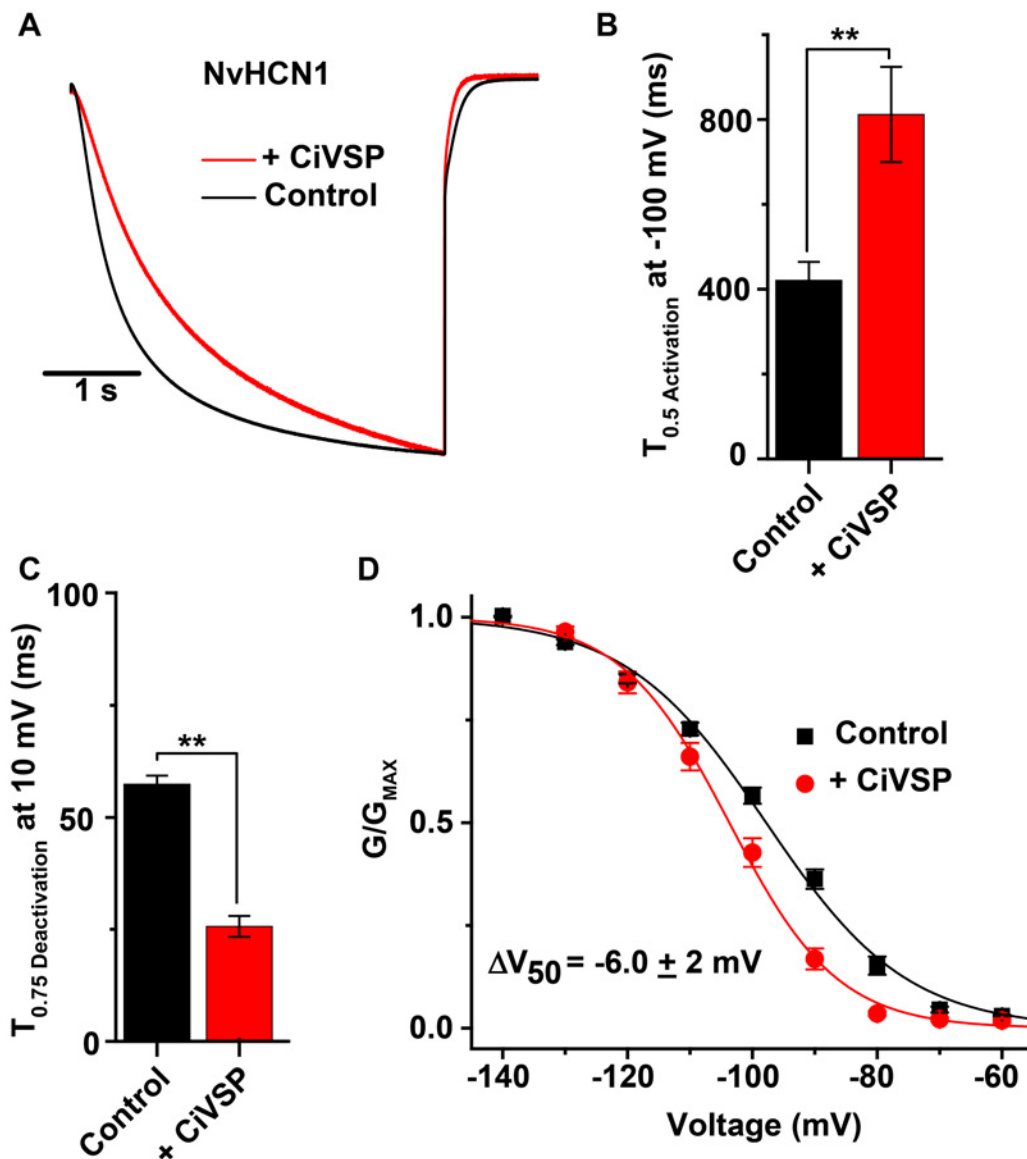 A
NvHCN1
+ CiVSP
Control
1 s
B
**
T0.5 Activation at -100 mV (ms)
800
400
0
Control
+ CiVSP
C
**
T0.75 Deactivation at 10 mV (ms)
100
50
0
Control
+ CiVSP
D
G/GMAX
1.0
0.5
0.0
Control
+ CiVSP
ΔV50 = -6.0 ± 2 mV
-140 -120 -100 -80 -60
Voltage (mV)